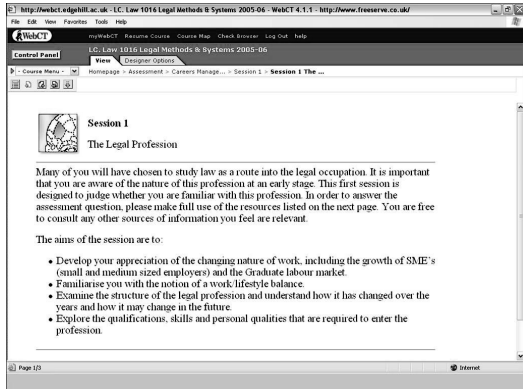 http://webct.edgehill.ac.uk - LC. Law 1016 Legal Methods & Systems 2005-06 - WebCT 4.1.1 - http://www.freeserve.co.uk/
File Edit View Favorites Tools Help
WebCT myWebCT Resume Course Course Map Check Browser Log Out help
LC. Law 1016 Legal Methods & Systems 2005-06
Control Panel View Designer Options
- Course Menu - Homepage > Assessment > Careers Manage... > Session 1 > Session 1 The ...
Session 1
The Legal Profession
Many of you will have chosen to study law as a route into the legal occupation. It is important
that you are aware of the nature of this profession at an early stage. This first session is
designed to judge whether you are familiar with this profession. In order to answer the
assessment question, please make full use of the resources listed on the next page. You are free
to consult any other sources of information you feel are relevant.
The aims of the session are to:
• Develop your appreciation of the changing nature of work, including the growth of SME's
(small and medium sized employers) and the Graduate labour market.
• Familiarise you with the notion of a work/lifestyle balance.
• Examine the structure of the legal profession and understand how it has changed over the
years and how it may change in the future.
• Explore the qualifications, skills and personal qualities that are required to enter the
profession.
Page 1/3 Internet